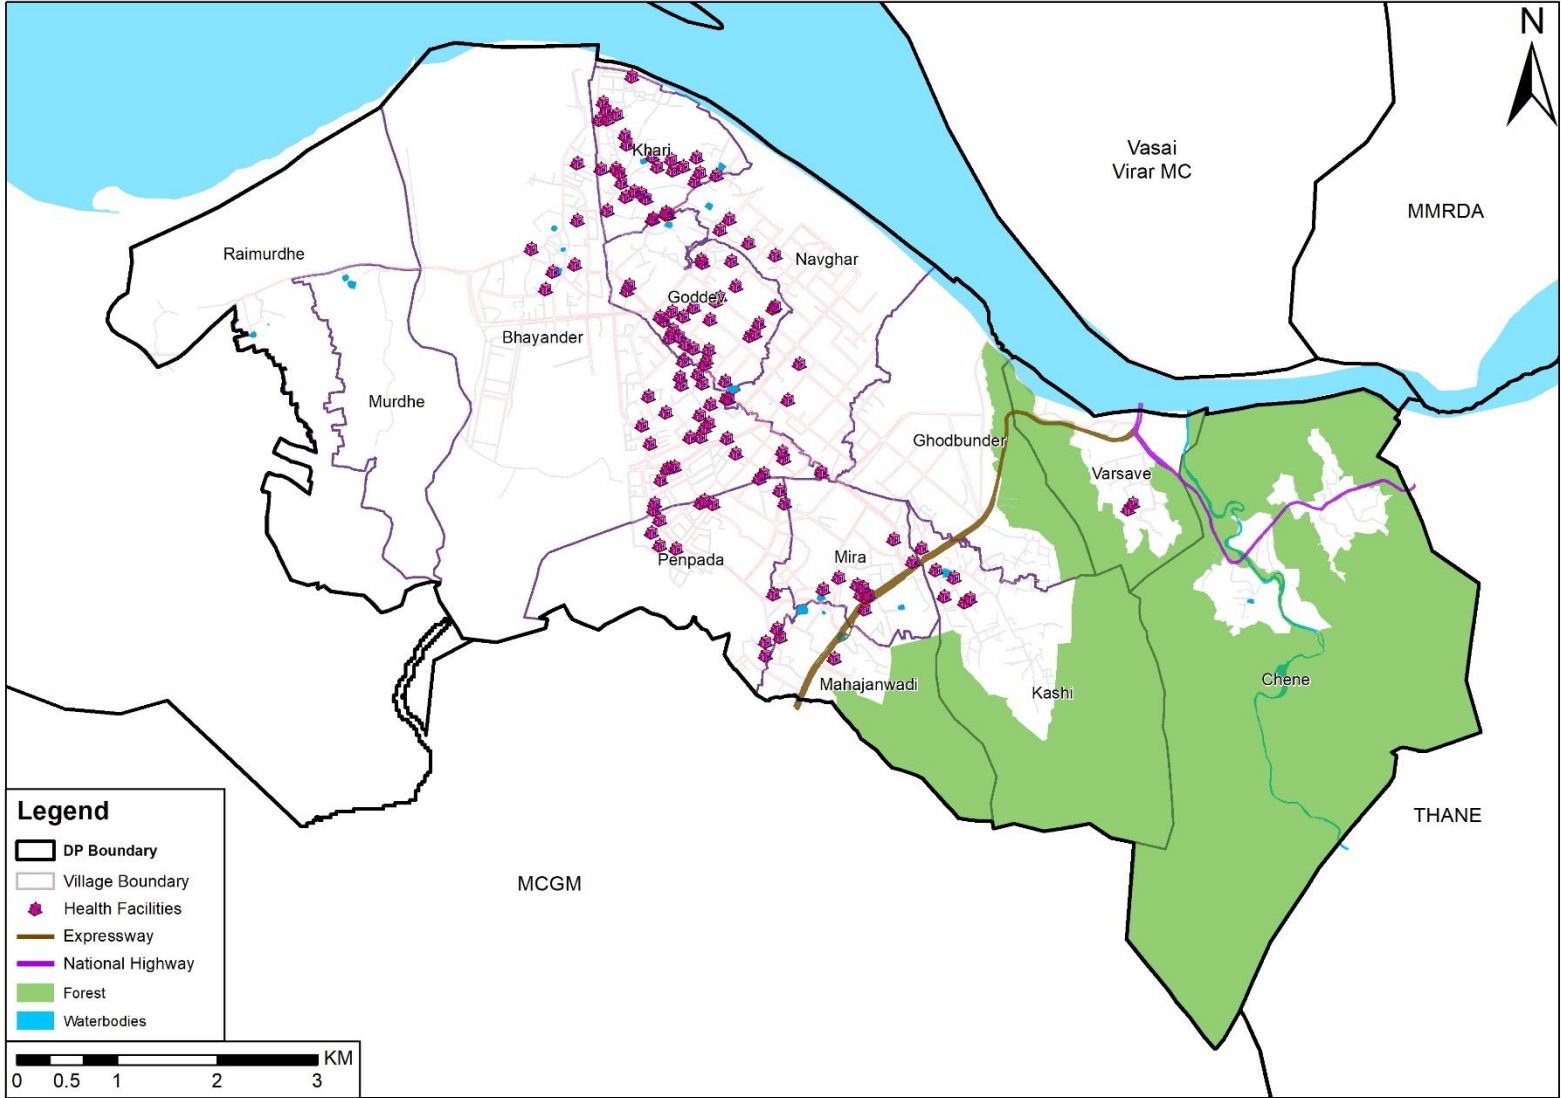 N
Vasai
Virar MC
MMRDA
Khari
Raimurdhe
Navghar
Goddev
Bhayander
Murdhe
Ghodbunder
Varsave
Penpada
Mira
Mahajanwadi
Kashi
Chene
THANE
MCGM
Legend
DP Boundary
Village Boundary
Health Facilities
Expressway
National Highway
Forest
Waterbodies
KM
0 0.5 1 2 3